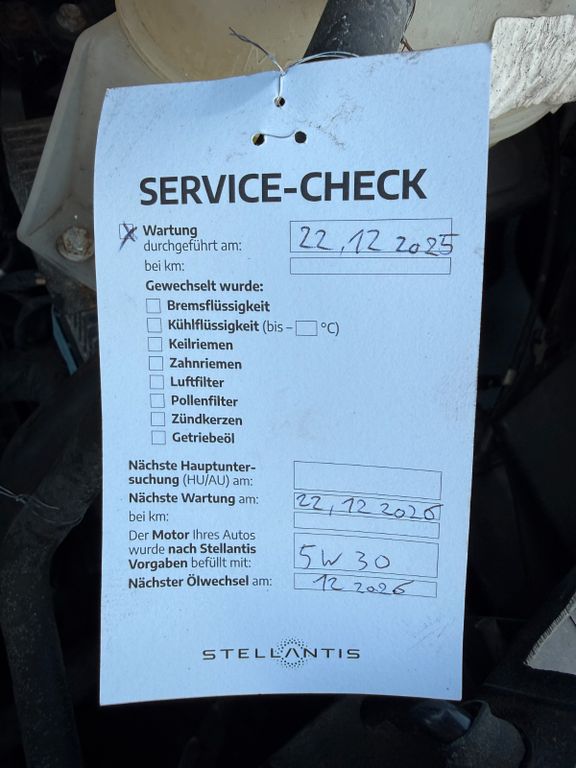 SERVICE-CHECK
Wartung
durchgeführt am: 22,12 2025
bei km:
Gewechselt wurde:
Bremsflüssigkeit
Kühlflüssigkeit (bis – °C)
Keilriemen
Zahnriemen
Luftfilter
Pollenfilter
Zündkerzen
Getriebeöl
Nächste Hauptunter-
suchung (HU/AU) am:
Nächste Wartung am: 22,12 2026
bei km:
Der Motor Ihres Autos
wurde nach Stellantis
Vorgaben befüllt mit: 5W 30
Nächster Ölwechsel am: 12 2026
STELLANTIS